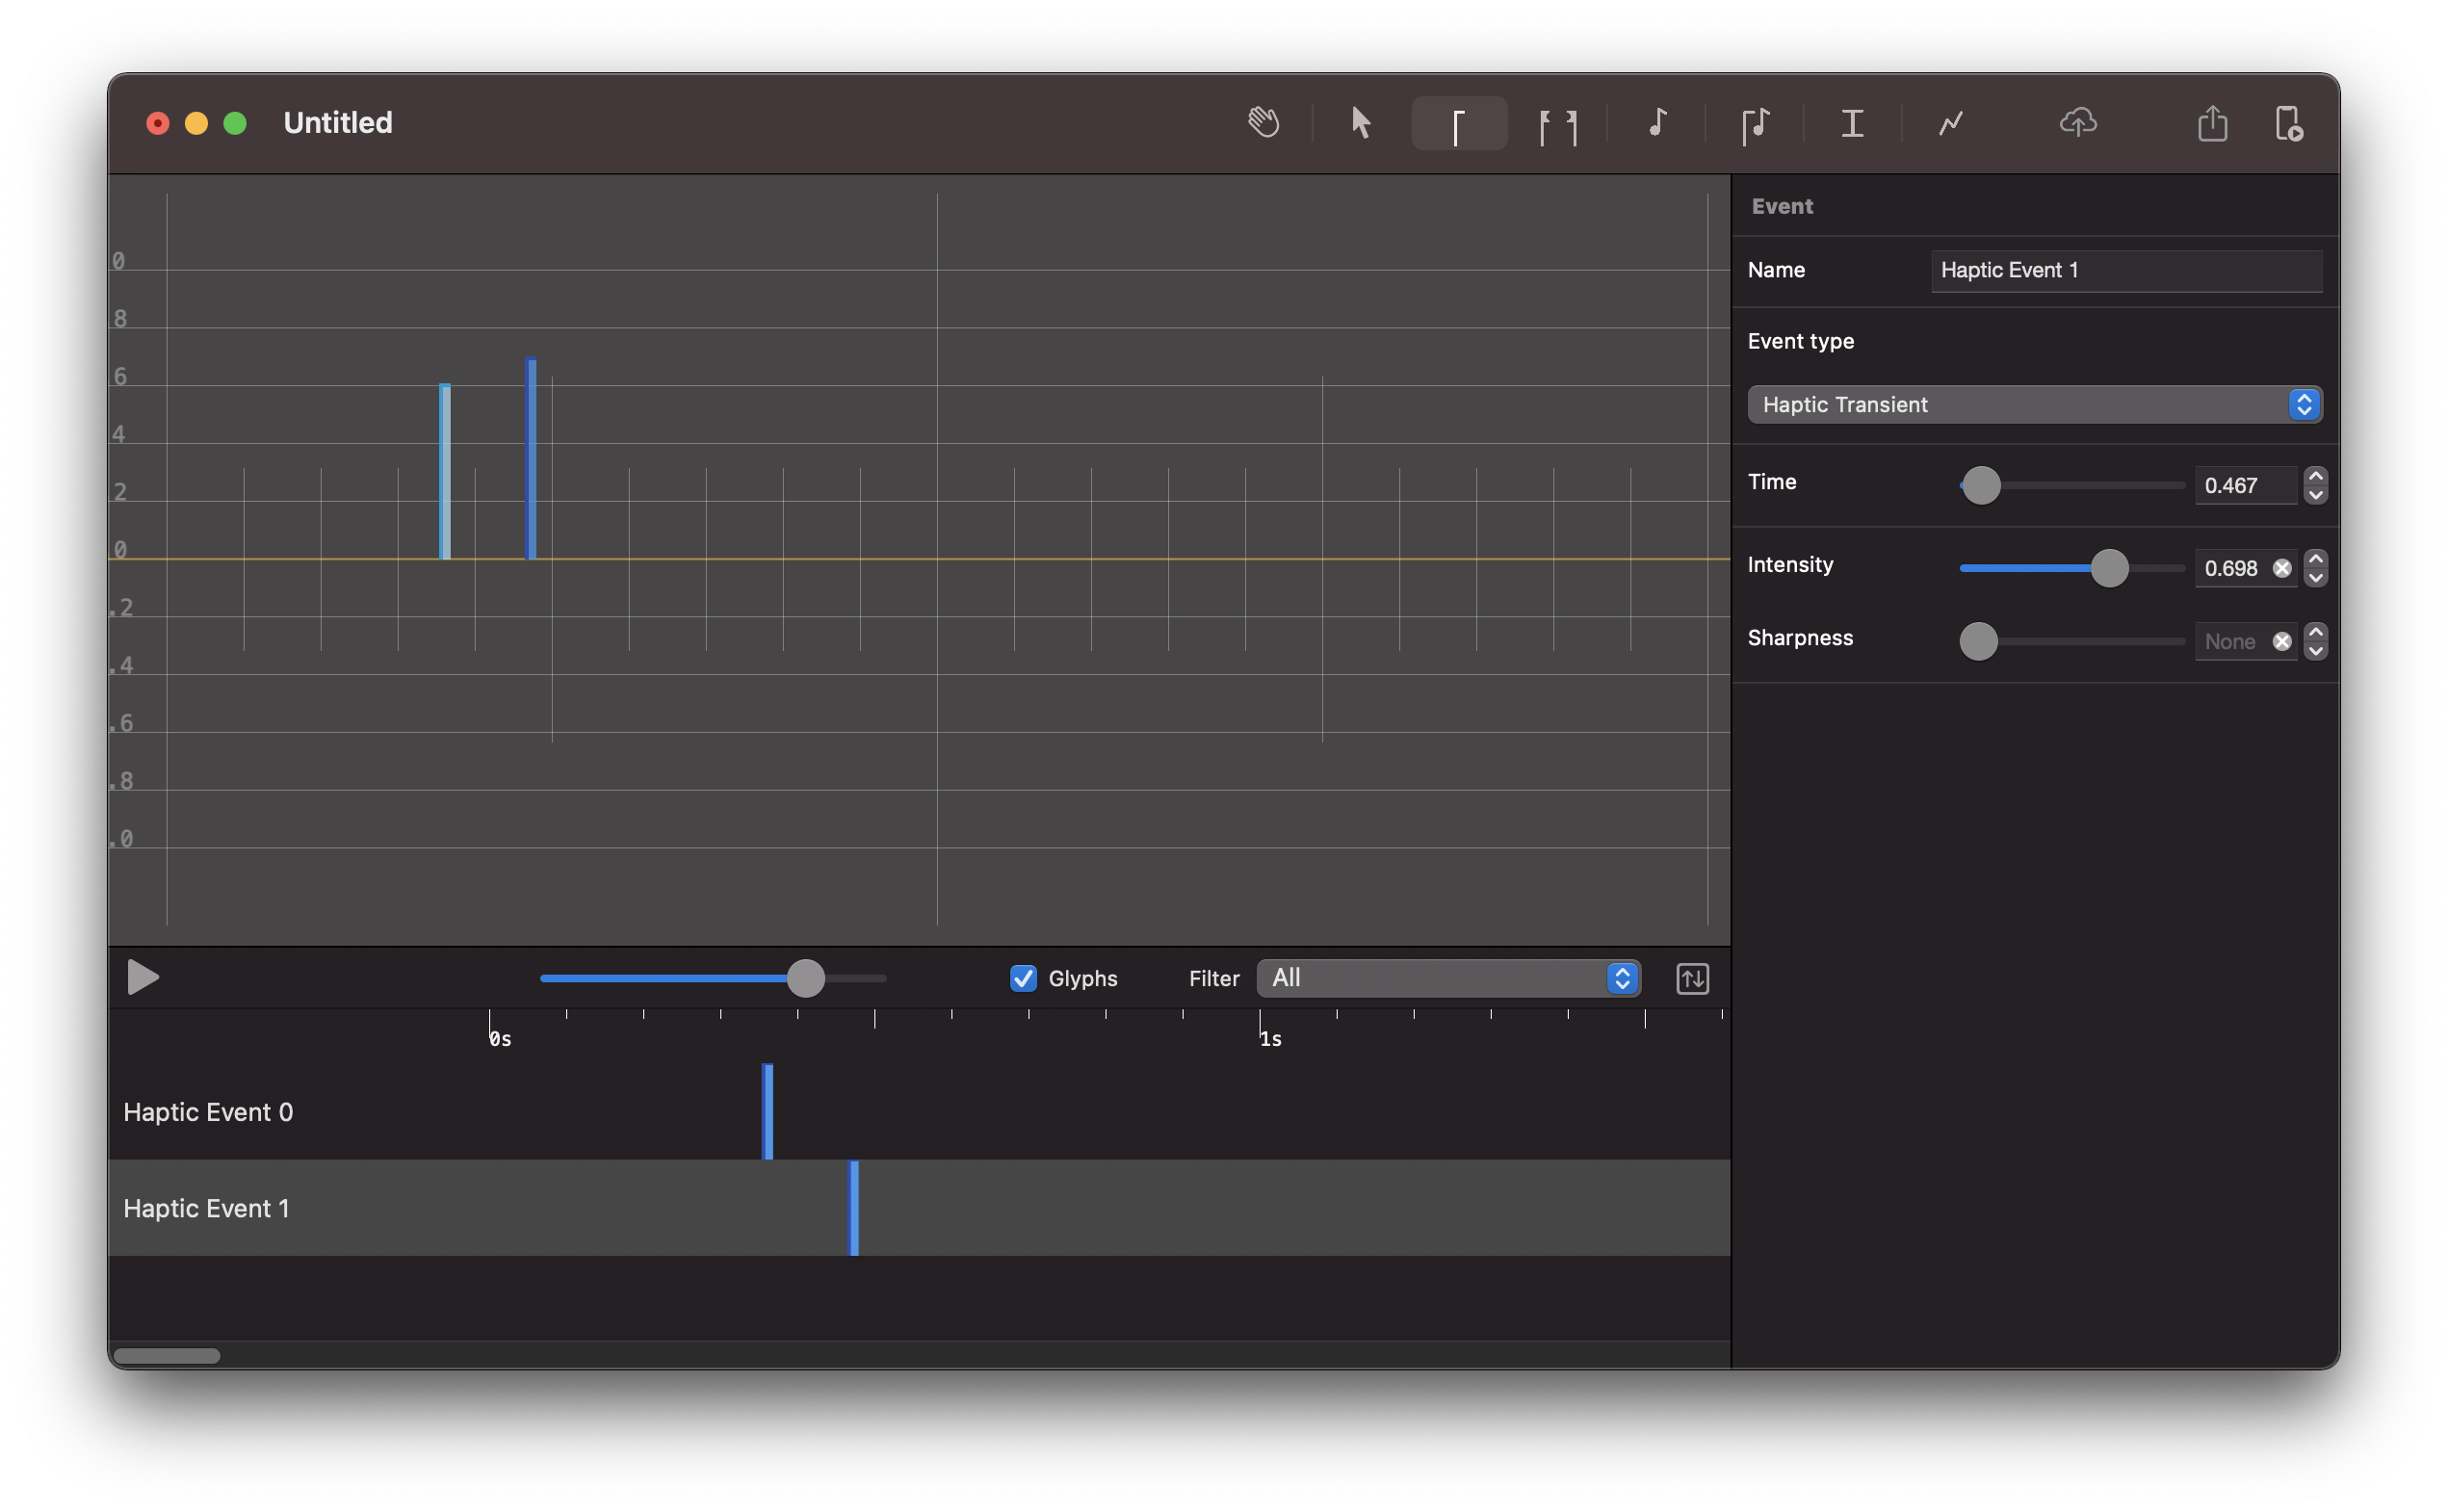 Untitled
Event
Name
Haptic Event 1
Event type
Haptic Transient
Time
0.467
Intensity
0.698
Sharpness
None
0
8
6
4
2
0
.2
.4
.6
.8
.0
Glyphs
Filter
All
0s
1s
Haptic Event 0
Haptic Event 1